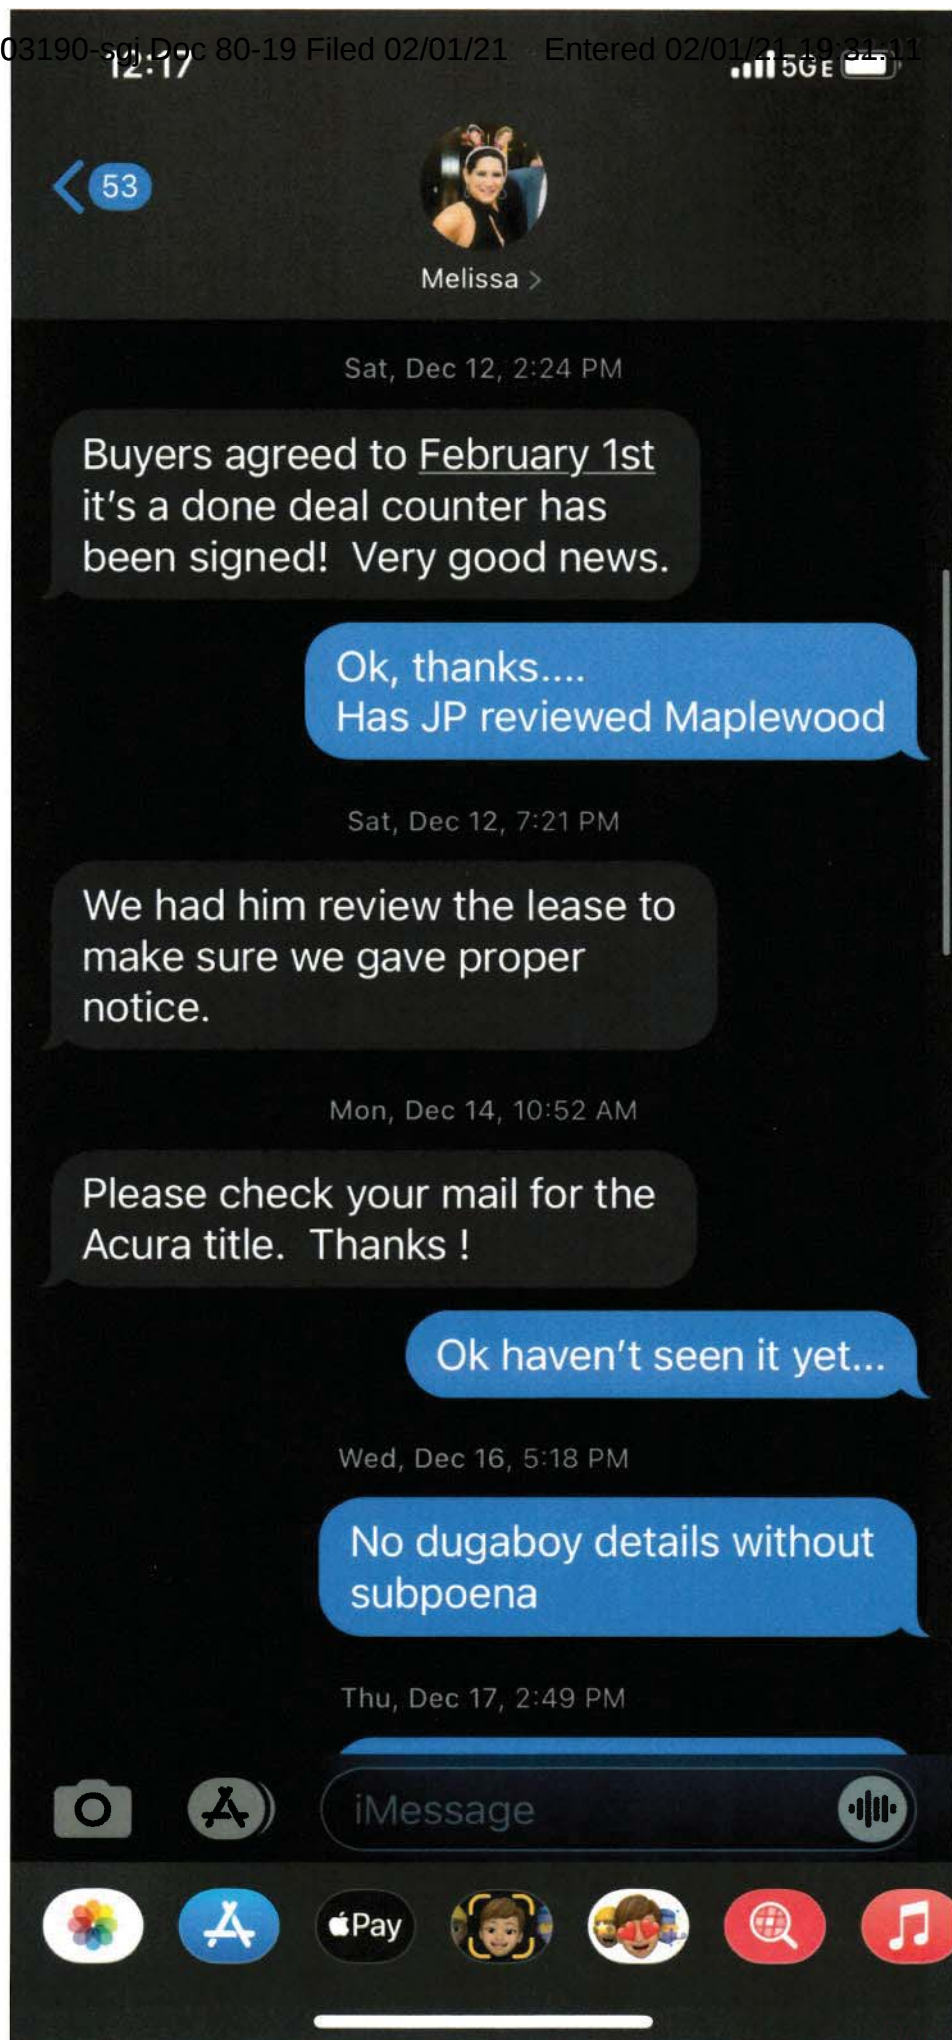 03190-sgj Doc 80-19 Filed 02/01/21 Entered 02/01/21 19:31:11
12:17
5GE
53
Melissa >
Sat, Dec 12, 2:24 PM
Buyers agreed to February 1st
it's a done deal counter has
been signed!  Very good news.
Ok, thanks....
Has JP reviewed Maplewood
Sat, Dec 12, 7:21 PM
We had him review the lease to
make sure we gave proper
notice.
Mon, Dec 14, 10:52 AM
Please check your mail for the
Acura title.  Thanks !
Ok haven't seen it yet...
Wed, Dec 16, 5:18 PM
No dugaboy details without
subpoena
Thu, Dec 17, 2:49 PM
iMessage
Pay